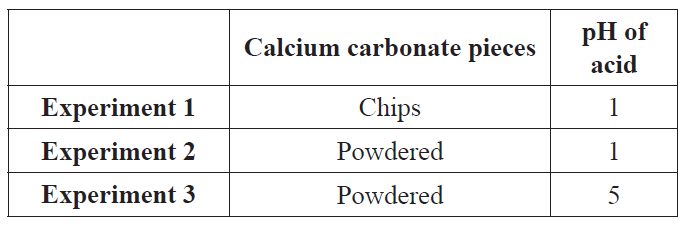 Calcium carbonate pieces pH of acid
Experiment 1 Chips 1
Experiment 2 Powdered 1
Experiment 3 Powdered 5